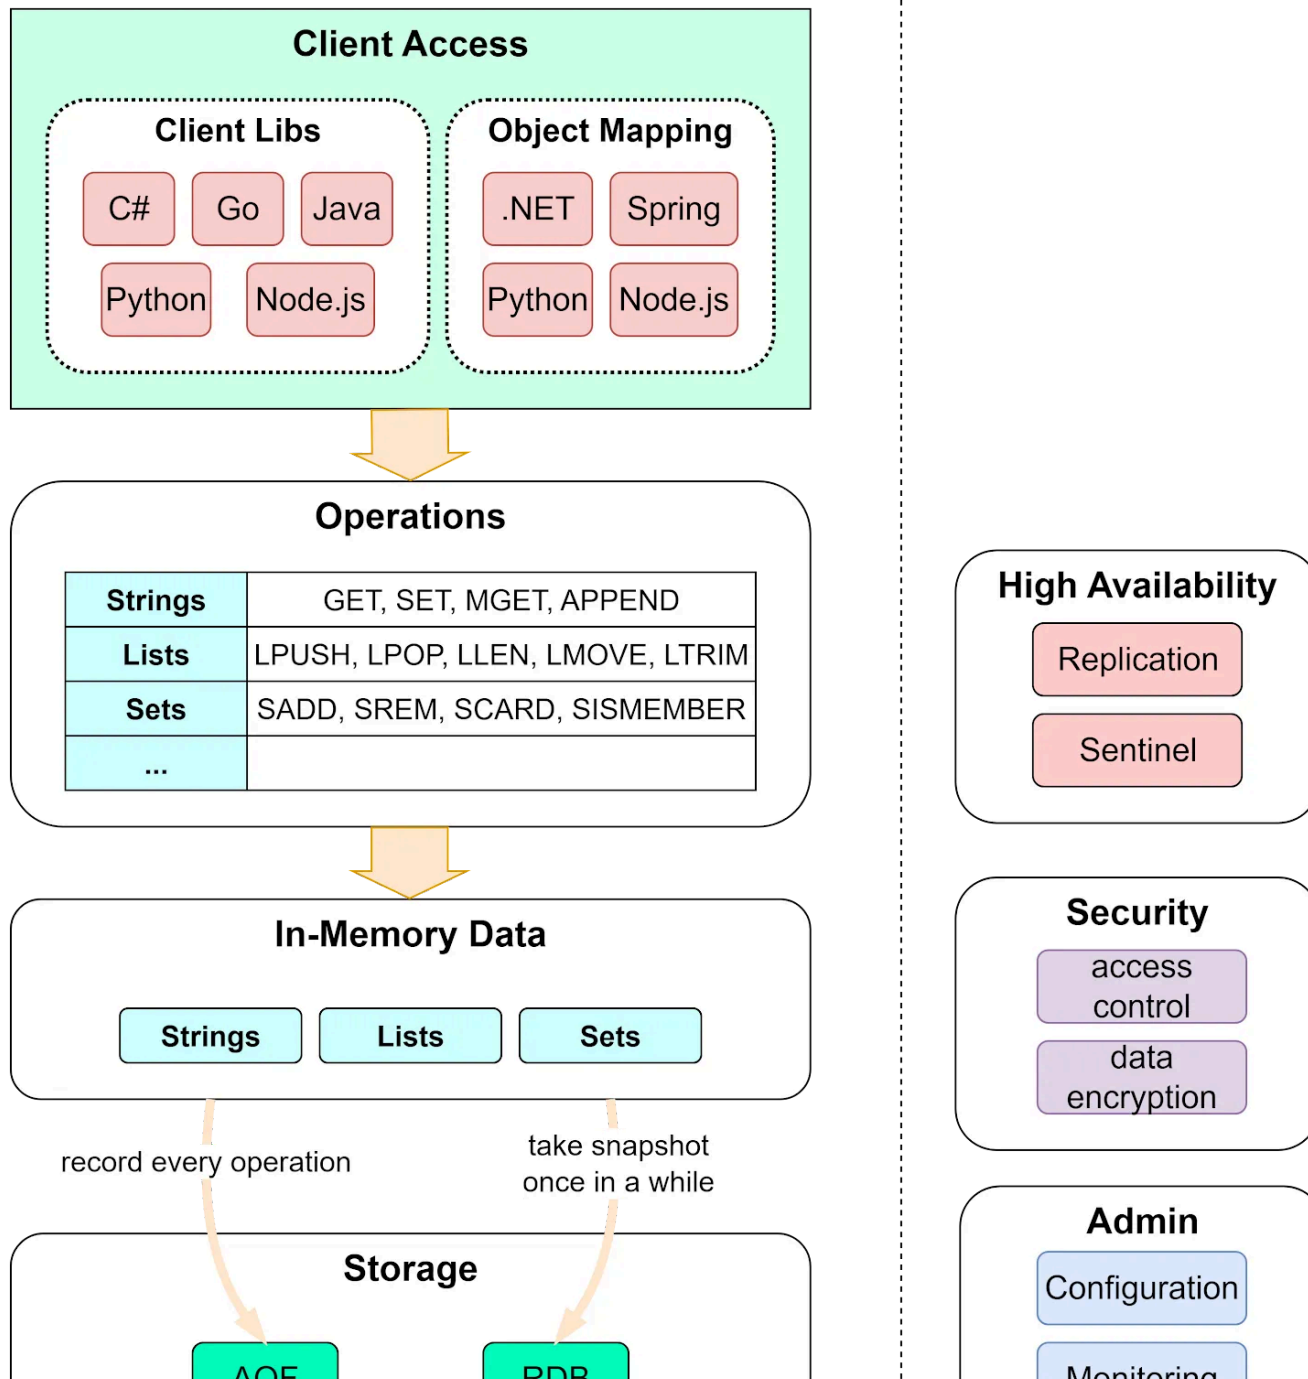 Client Access
Client Libs
C#
Go
Java
Python
Node.js
Object Mapping
.NET
Spring
Python
Node.js
Operations
Strings GET, SET, MGET, APPEND
Lists LPUSH, LPOP, LLEN, LMOVE, LTRIM
Sets SADD, SREM, SCARD, SISMEMBER
...
In-Memory Data
Strings
Lists
Sets
record every operation
take snapshot
once in a while
Storage
AOF
RDB
High Availability
Replication
Sentinel
Security
access
control
data
encryption
Admin
Configuration
Monitoring